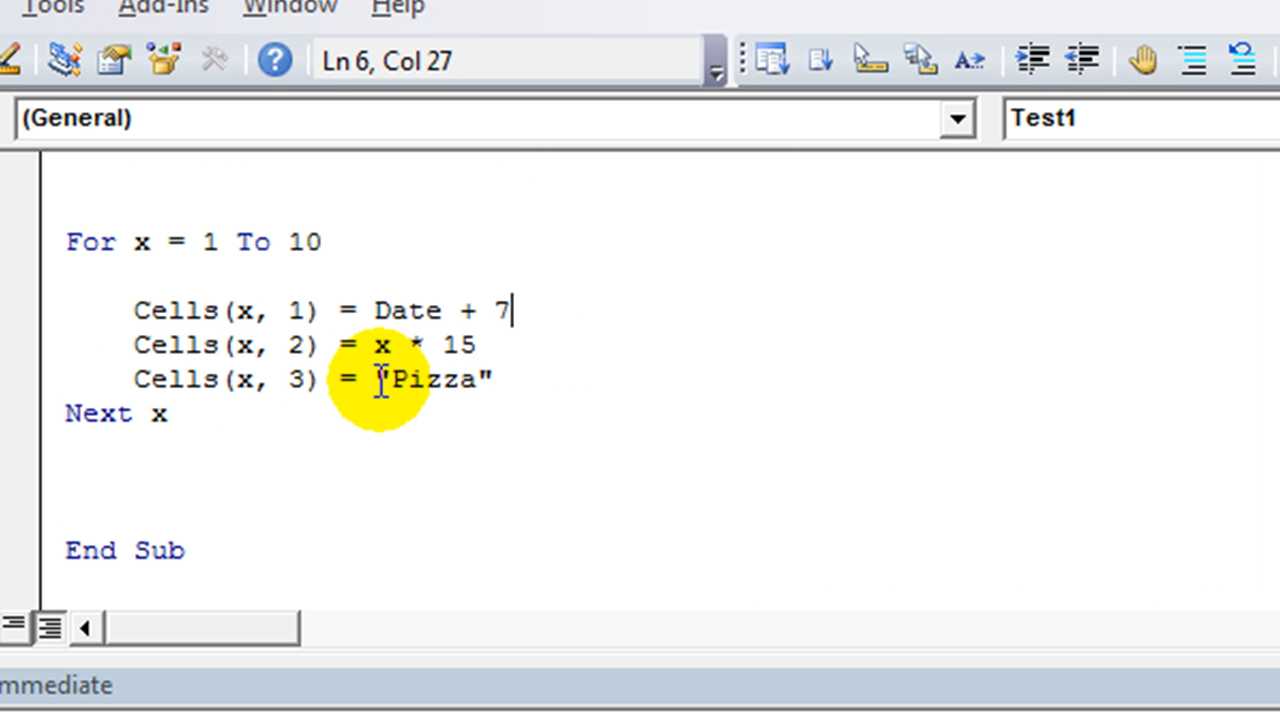 Tools Add-Ins Window Help
Ln 6, Col 27
(General) Test1
For x = 1 To 10
Cells(x, 1) = Date + 7
Cells(x, 2) = x * 15
Cells(x, 3) = "Pizza"
Next x
End Sub
mmediate